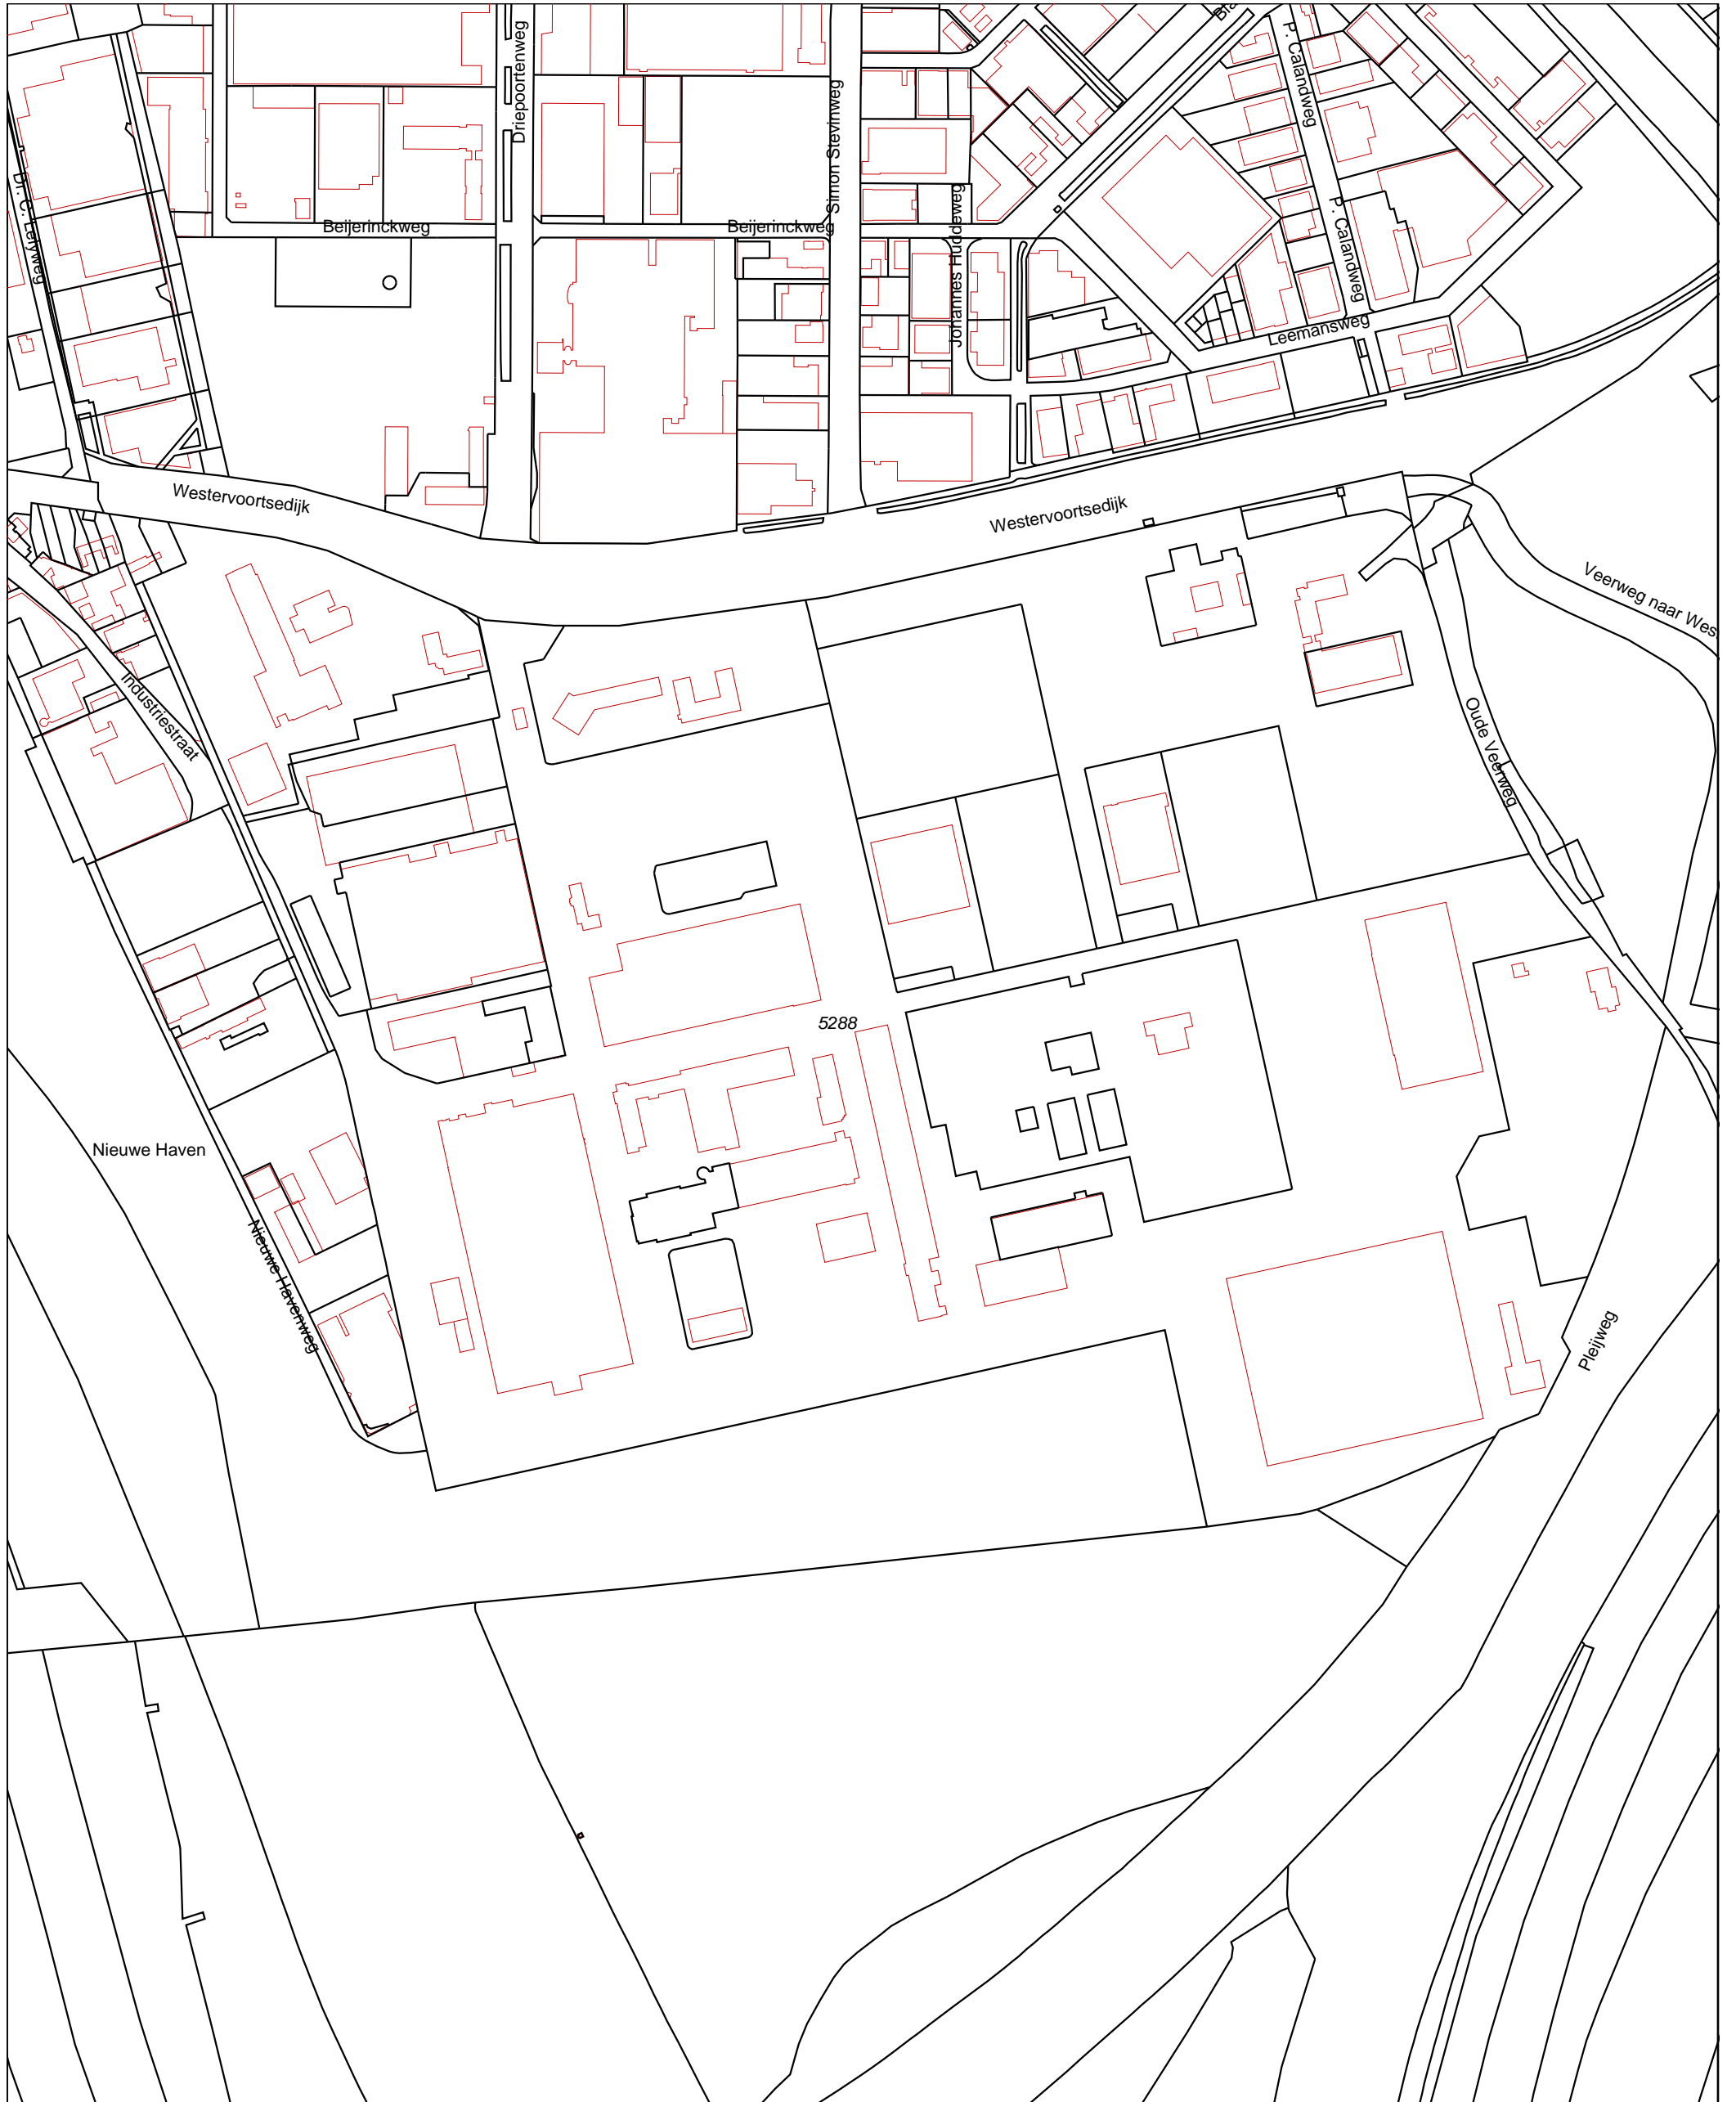 P. Calandweg
Driepoortenweg
Simon Stevinweg
Dr. C. Lelyweg
Beijerinckweg
Beijerinckweg
Johannes Huddeweg
P. Calandweg
Leemansweg
Westervoortsedijk
Westervoortsedijk
Veerweg naar Wes
Industriestraat
Oude Veerweg
5288
Nieuwe Haven
Nieuwe Havenweg
Pleijweg